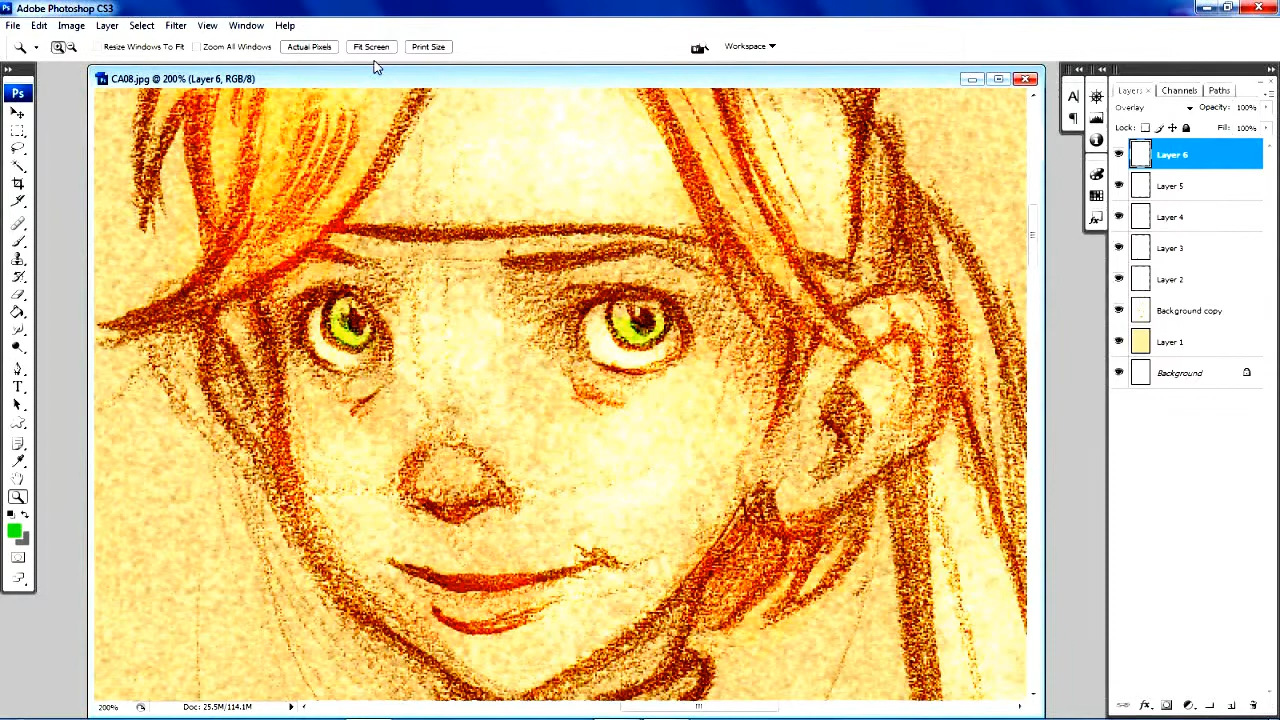 Adobe Photoshop CS3
File Edit Image Layer Select Filter View Window Help
Resize Windows To Fit Zoom All Windows Actual Pixels Fit Screen Print Size Workspace
CA08.jpg @ 200% (Layer 6, RGB/8)
Ps
Layers Channels Paths
Overlay Opacity: 100%
Lock: Fill: 100%
Layer 6
Layer 5
Layer 4
Layer 3
Layer 2
Background copy
Layer 1
Background
200% Doc: 25.5M/114.1M